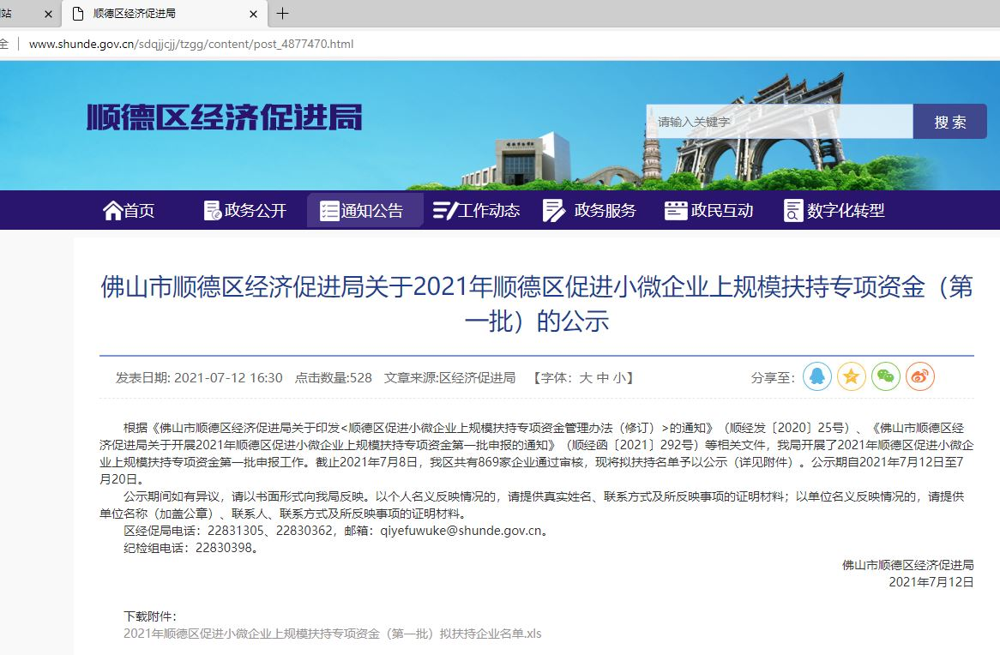 站
顺德区经济促进局
全 www.shunde.gov.cn/sdqjjcjj/tzgg/content/post_4877470.html
顺德区经济促进局
请输入关键字 搜 索
首页 政务公开 通知公告 工作动态 政务服务 政民互动 数字化转型
佛山市顺德区经济促进局关于2021年顺德区促进小微企业上规模扶持专项资金（第
一批）的公示
发表日期: 2021-07-12 16:30 点击数量:528 文章来源:区经济促进局 【字体：大 中 小】 分享至:
根据《佛山市顺德区经济促进局关于印发<顺德区促进小微企业上规模扶持专项资金管理办法（修订）>的通知》（顺经发〔2020〕25号）、《佛山市顺德区经
济促进局关于开展2021年顺德区促进小微企业上规模扶持专项资金第一批申报的通知》（顺经函〔2021〕292号）等相关文件，我局开展了2021年顺德区促进小微企
业上规模扶持专项资金第一批申报工作。截止2021年7月8日，我区共有869家企业通过审核，现将拟扶持名单予以公示（详见附件）。公示期自2021年7月12日至7
月20日。
公示期间如有异议，请以书面形式向我局反映。以个人名义反映情况的，请提供真实姓名、联系方式及所反映事项的证明材料；以单位名义反映情况的，请提供
单位名称（加盖公章）、联系人、联系方式及所反映事项的证明材料。
区经促局电话：22831305、22830362，邮箱：qiyefuwuke@shunde.gov.cn。
纪检组电话：22830398。
佛山市顺德区经济促进局
2021年7月12日
下载附件：
2021年顺德区促进小微企业上规模扶持专项资金（第一批）拟扶持企业名单.xls